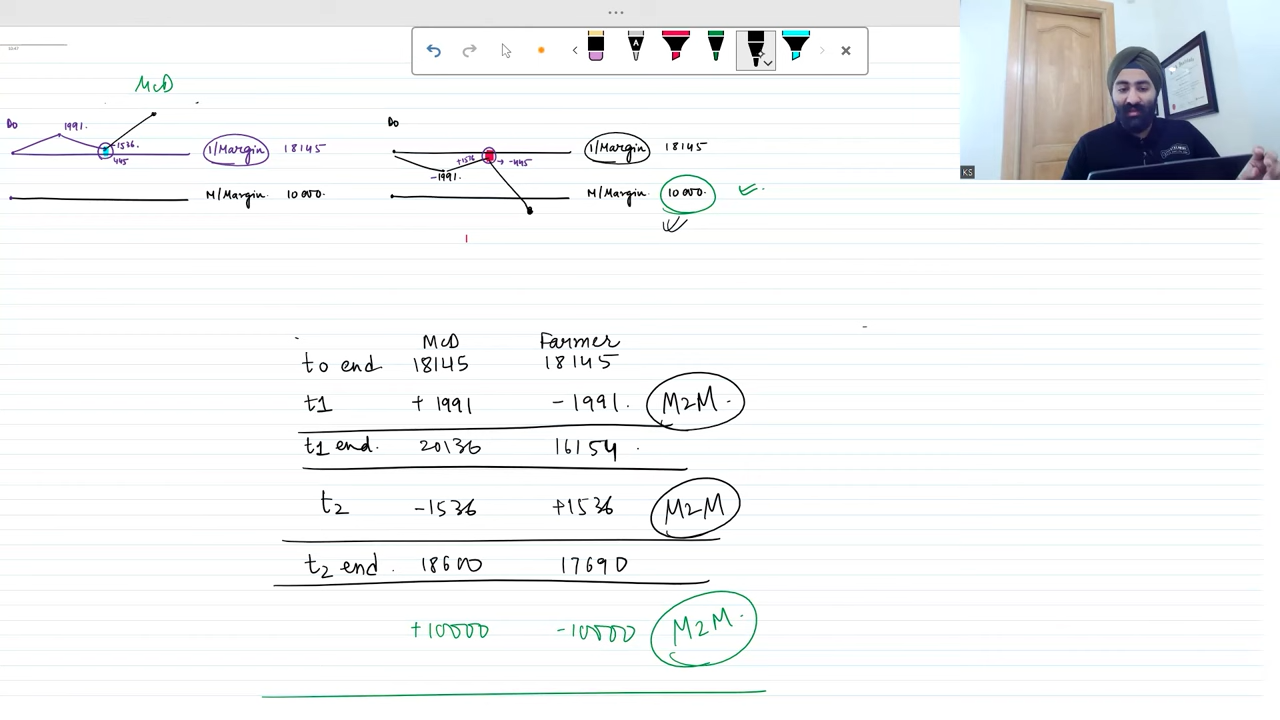 McD
Do
1991.
-1536.
445
I/Margin 18145
M/Margin 10000.
Do
+1536
→ -445
-1991.
I/Margin 18145
M/Margin 10000.
McD Farmer
to end 18145 18145
t1 + 1991 - 1991. M2M.
t1 end. 20136 16154
t2 -1536 +1536 M2M
t2 end. 18600 17690
+10000 -10000 M2M.
KS
A